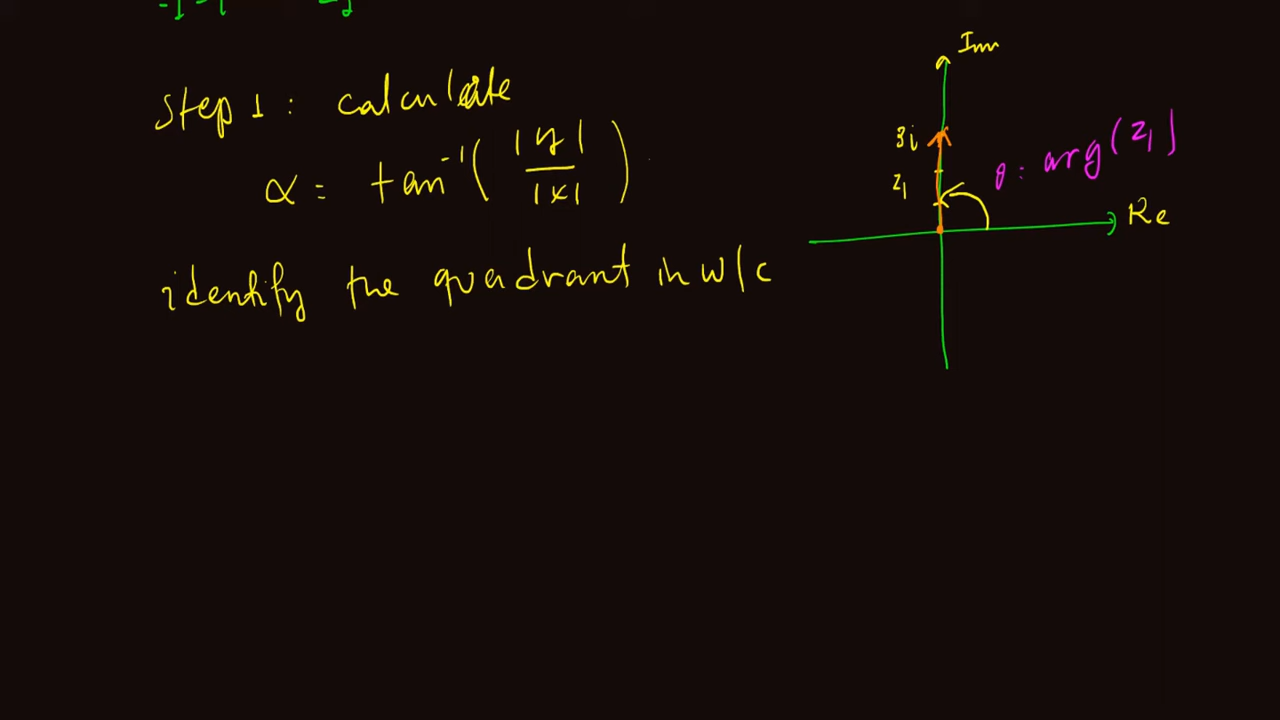 Step 1 : calculate
α = tan⁻¹ ( |y| / |x| )
identify the quadrant in w/c
Im
3i
z₁
θ : arg(z₁)
Re